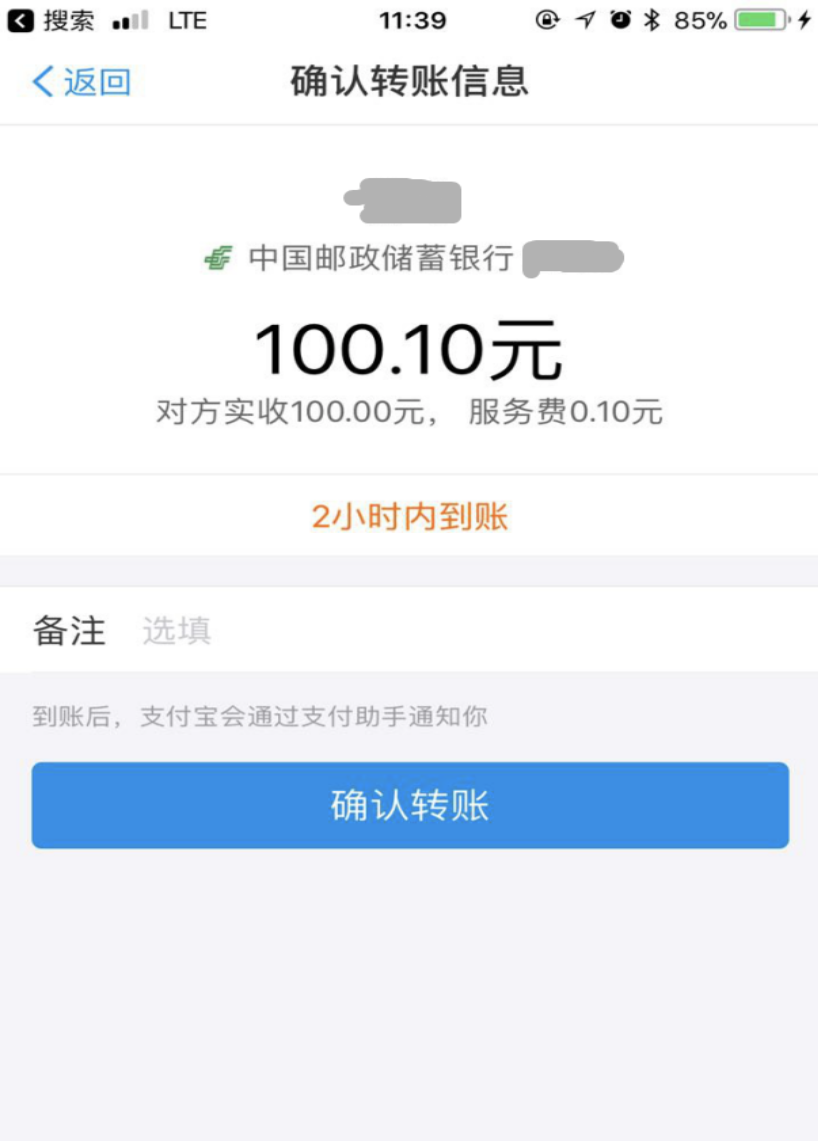 搜索 LTE 11:39 85%
返回 确认转账信息
中国邮政储蓄银行
100.10元
对方实收100.00元， 服务费0.10元
2小时内到账
备注 选填
到账后，支付宝会通过支付助手通知你
确认转账